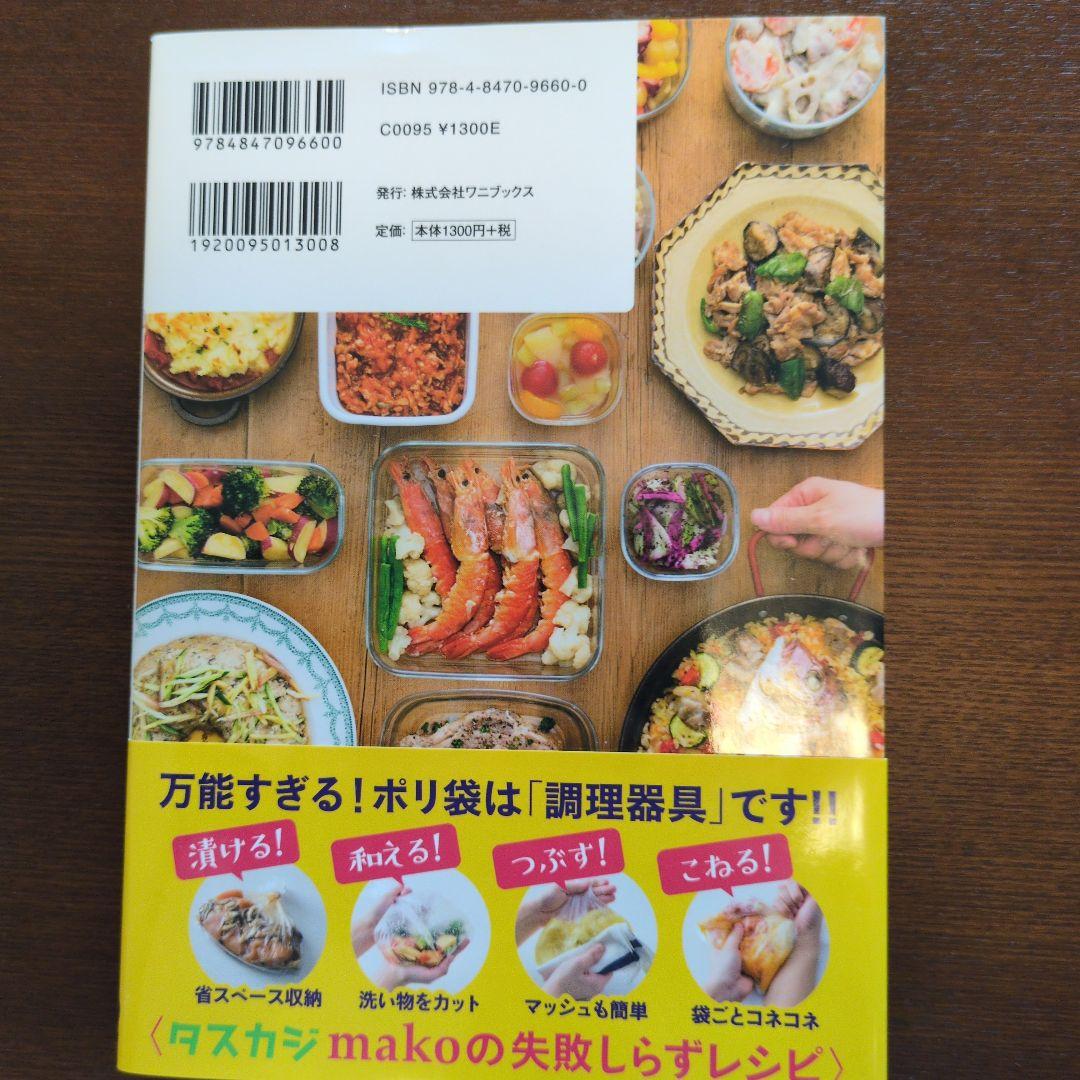 ISBN 978-4-8470-9660-0
9784847096600
C0095 ¥1300E
発行: 株式会社ワニブックス
1920095013008
定価: 本体1300円+税
万能すぎる!ポリ袋は「調理器具」です!!
漬ける!
和える!
つぶす!
こねる!
省スペース収納
洗い物をカット
マッシュも簡単
袋ごとコネコネ
〈タスカジmakoの失敗しらずレシピ〉